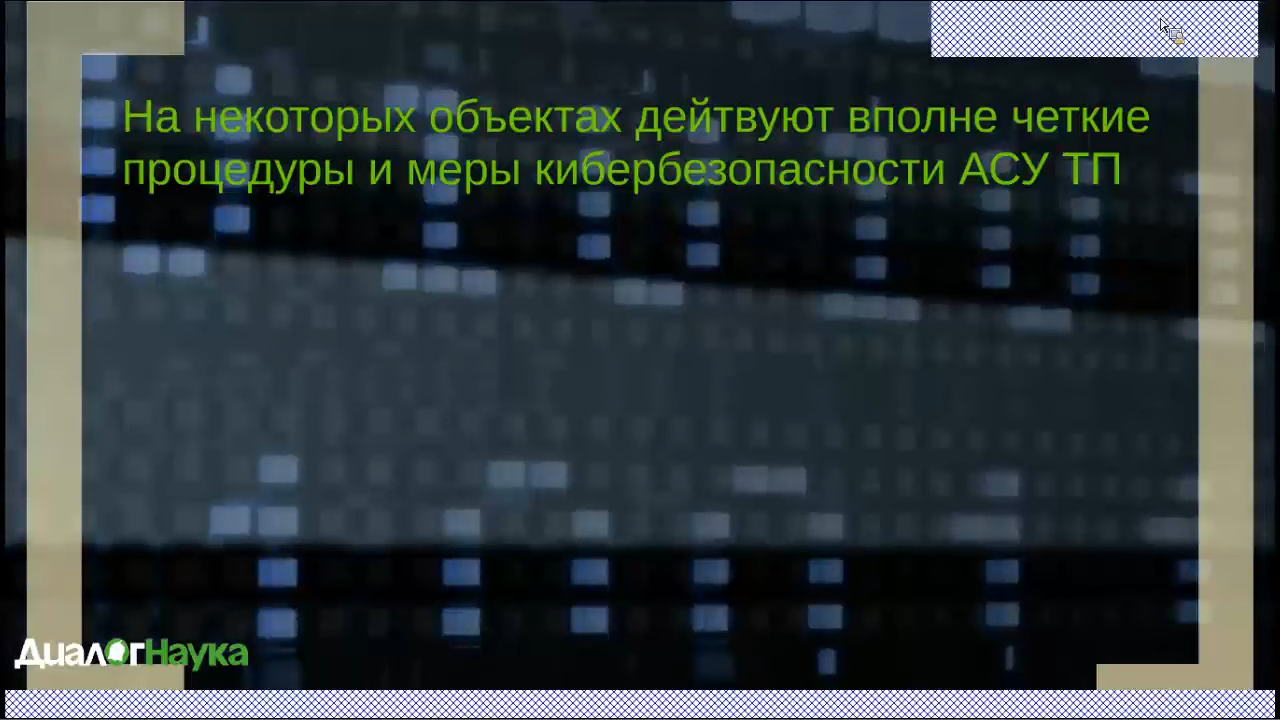 На некоторых объектах дейтвуют вполне четкие
процедуры и меры кибербезопасности АСУ ТП
ДиалогНаука